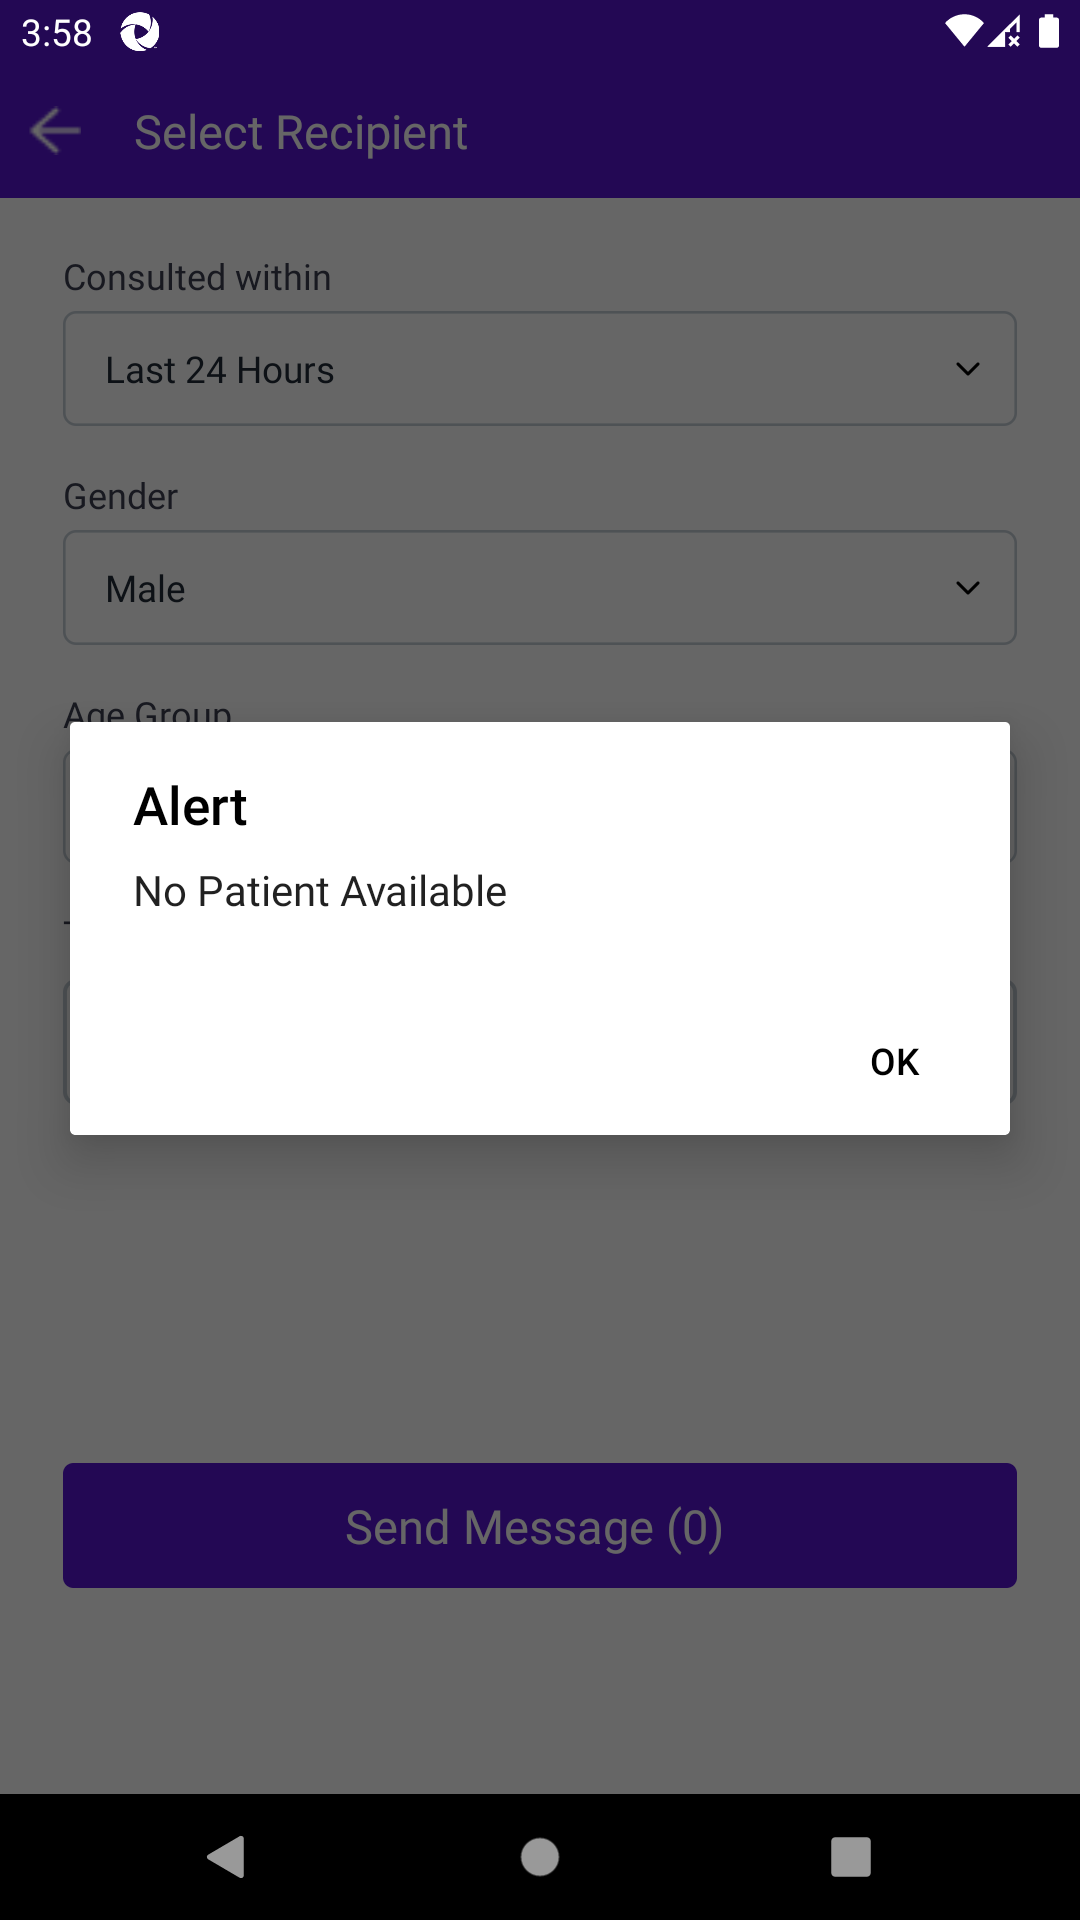 3:58
Select Recipient
Consulted within
Last 24 Hours
Gender
Male
Age Group
Alert
No Patient Available
OK
Send Message (0)